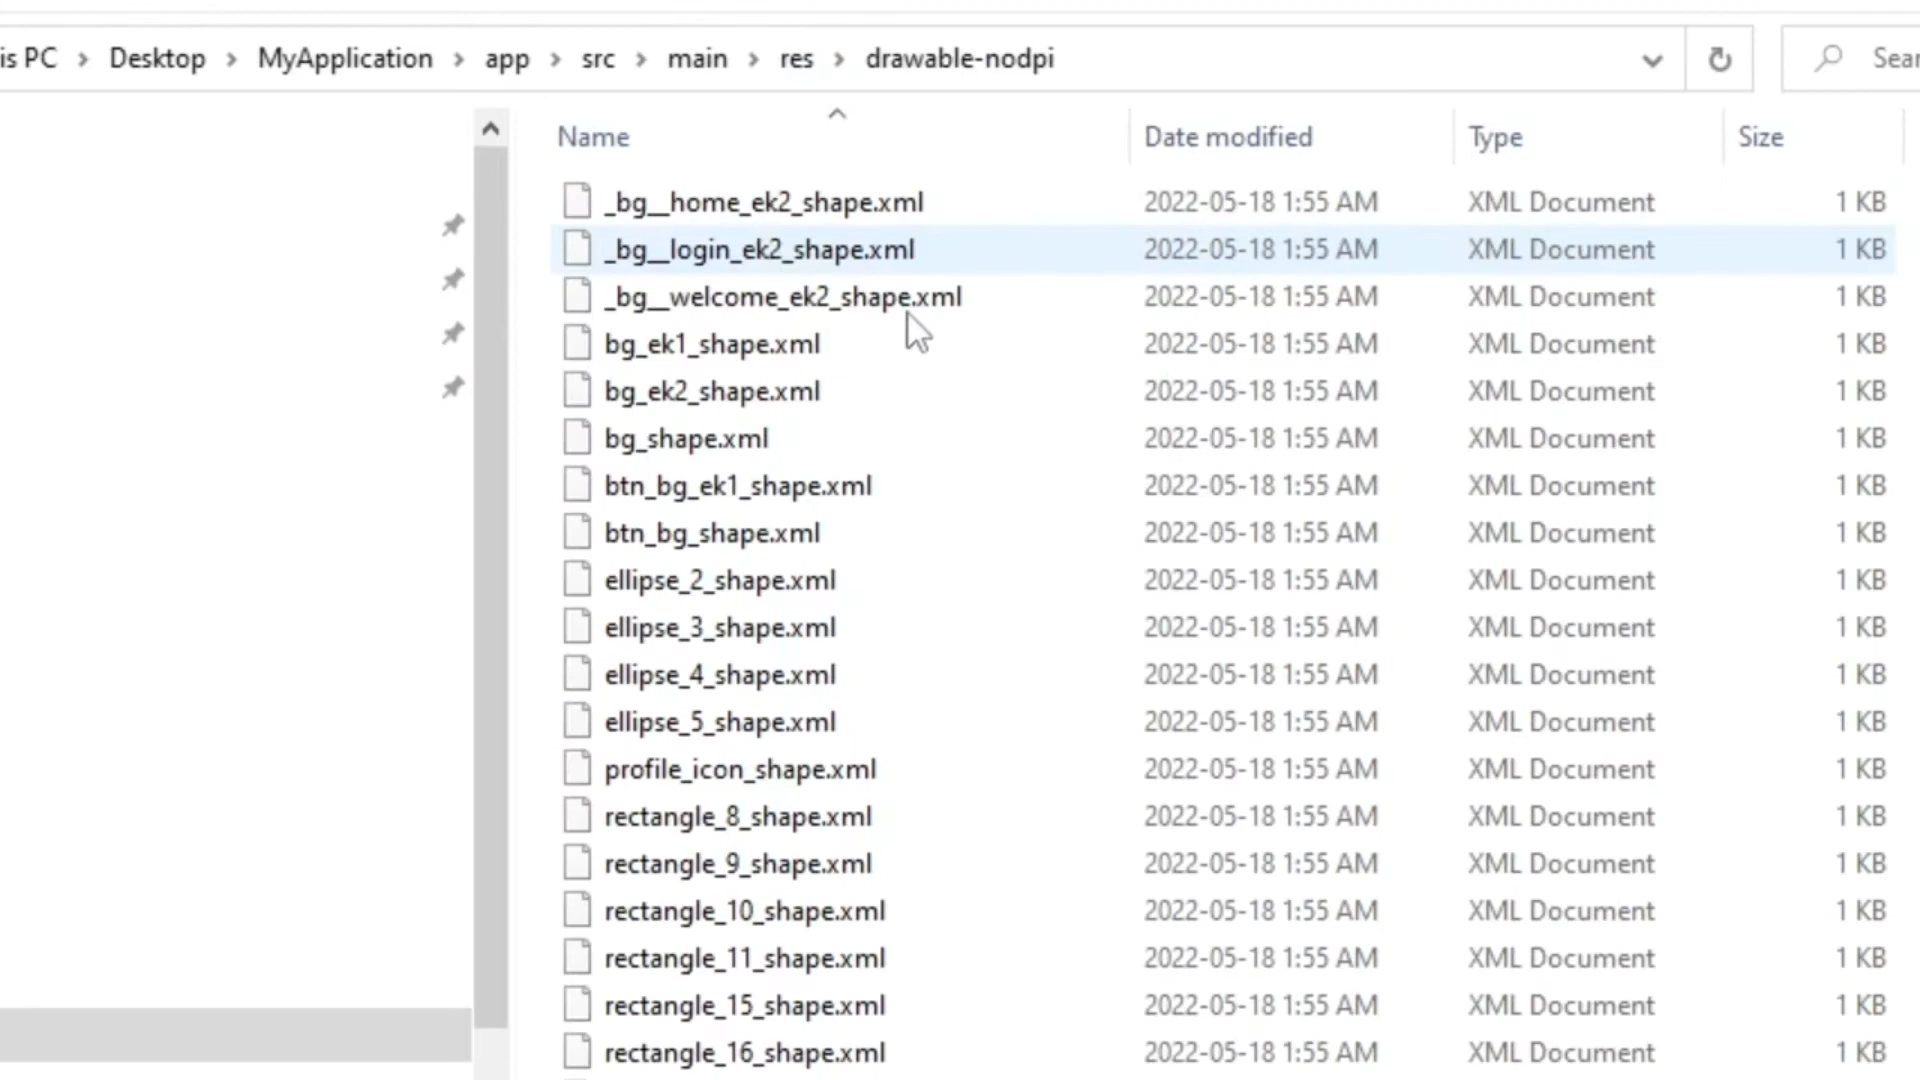 is PC > Desktop > MyApplication > app > src > main > res > drawable-nodpi
Sear
Name Date modified Type Size
_bg__home_ek2_shape.xml 2022-05-18 1:55 AM XML Document 1 KB
_bg__login_ek2_shape.xml 2022-05-18 1:55 AM XML Document 1 KB
_bg__welcome_ek2_shape.xml 2022-05-18 1:55 AM XML Document 1 KB
bg_ek1_shape.xml 2022-05-18 1:55 AM XML Document 1 KB
bg_ek2_shape.xml 2022-05-18 1:55 AM XML Document 1 KB
bg_shape.xml 2022-05-18 1:55 AM XML Document 1 KB
btn_bg_ek1_shape.xml 2022-05-18 1:55 AM XML Document 1 KB
btn_bg_shape.xml 2022-05-18 1:55 AM XML Document 1 KB
ellipse_2_shape.xml 2022-05-18 1:55 AM XML Document 1 KB
ellipse_3_shape.xml 2022-05-18 1:55 AM XML Document 1 KB
ellipse_4_shape.xml 2022-05-18 1:55 AM XML Document 1 KB
ellipse_5_shape.xml 2022-05-18 1:55 AM XML Document 1 KB
profile_icon_shape.xml 2022-05-18 1:55 AM XML Document 1 KB
rectangle_8_shape.xml 2022-05-18 1:55 AM XML Document 1 KB
rectangle_9_shape.xml 2022-05-18 1:55 AM XML Document 1 KB
rectangle_10_shape.xml 2022-05-18 1:55 AM XML Document 1 KB
rectangle_11_shape.xml 2022-05-18 1:55 AM XML Document 1 KB
rectangle_15_shape.xml 2022-05-18 1:55 AM XML Document 1 KB
rectangle_16_shape.xml 2022-05-18 1:55 AM XML Document 1 KB